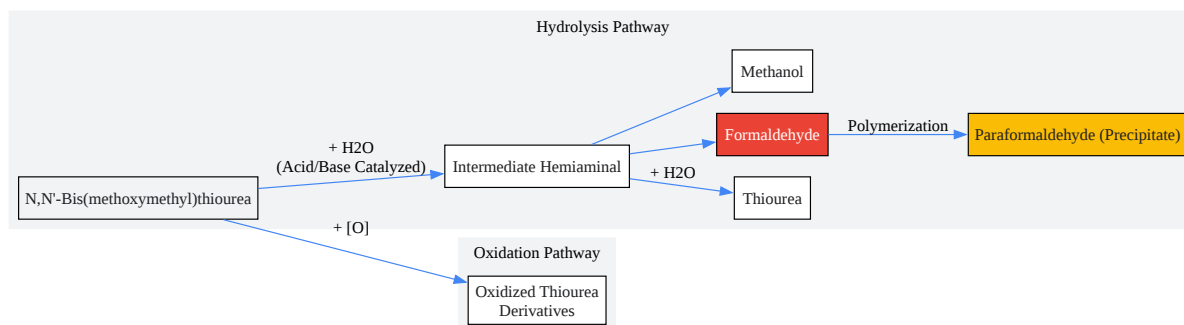 Hydrolysis Pathway
Methanol
Formaldehyde
Polymerization
Paraformaldehyde (Precipitate)
+ H2O
(Acid/Base Catalyzed)
Intermediate Hemiaminal
+ H2O
Thiourea
N,N'-Bis(methoxymethyl)thiourea
+ [O]
Oxidation Pathway
Oxidized Thiourea
Derivatives